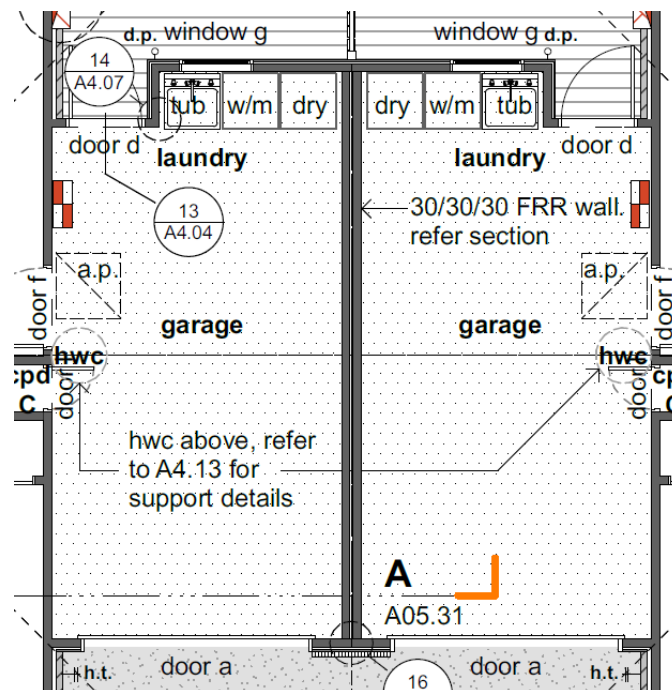 d.p. window g
window g d.p.
14
A4.07
tub w/m dry
dry w/m tub
door d
door d
laundry
laundry
13
A4.04
30/30/30 FRR wall.
refer section
a.p.
a.p.
door f
door f
garage
garage
hwc
hwc
cpd
C
door
door
cp
C
hwc above, refer
to A4.13 for
support details
A
A05.31
door a
door a
h.t.
h.t.
16